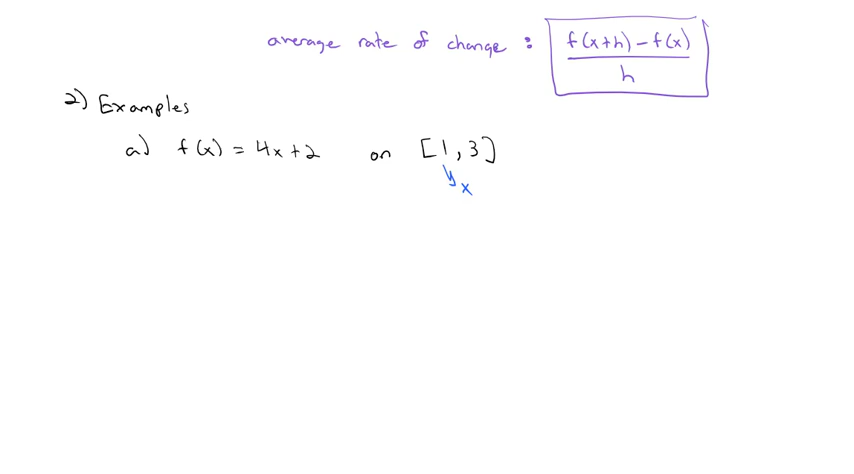 average rate of change : f(x+h) - f(x) / h
2) Examples
a) f(x) = 4x + 2 on [1, 3]
x